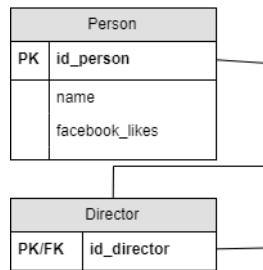 Person
PK id_person
name
facebook_likes
Director
PK/FK id_director